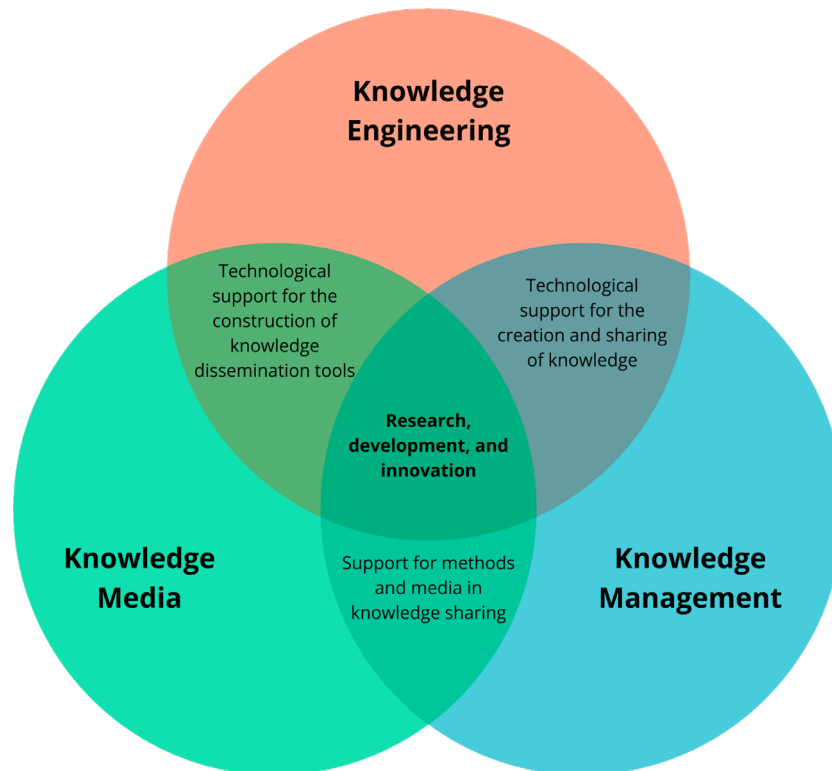 Knowledge
Engineering
Technological
support for the
construction of
knowledge
dissemination tools
Technological
support for the
creation and sharing
of knowledge
Research,
development, and
innovation
Knowledge
Media
Support for methods
and media in
knowledge sharing
Knowledge
Management